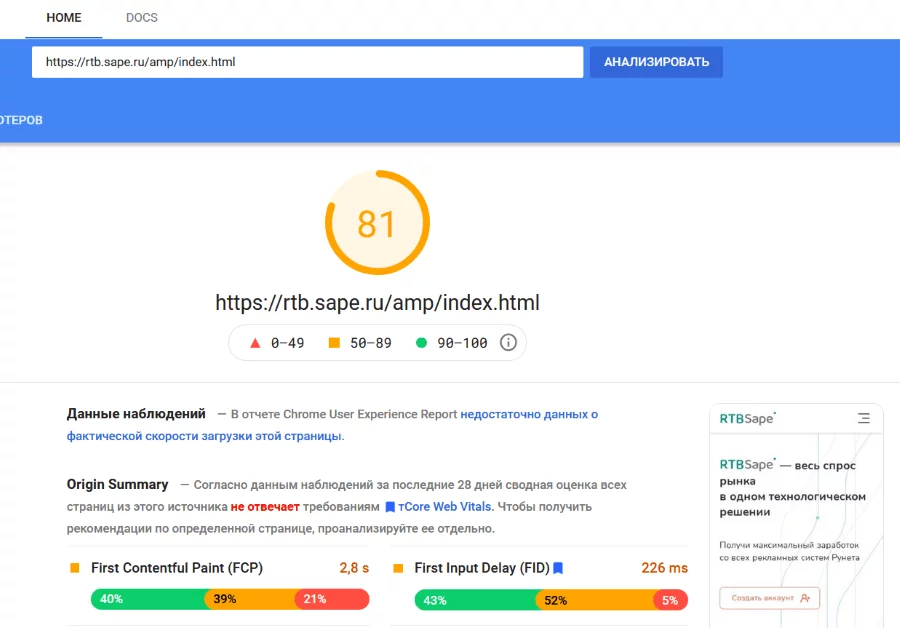 HOME DOCS
https://rtb.sape.ru/amp/index.html АНАЛИЗИРОВАТЬ
ОТЕРОВ
81
https://rtb.sape.ru/amp/index.html
0–49 50–89 90–100
Данные наблюдений — В отчете Chrome User Experience Report недостаточно данных о
фактической скорости загрузки этой страницы.
Origin Summary — Согласно данным наблюдений за последние 28 дней сводная оценка всех
страниц из этого источника не отвечает требованиям тCore Web Vitals. Чтобы получить
рекомендации по определенной странице, проанализируйте ее отдельно.
First Contentful Paint (FCP) 2,8 s
40% 39% 21%
First Input Delay (FID) 226 ms
43% 52% 5%
RTBSape
RTBSape — весь спрос
рынка
в одном технологическом
решении
Получи максимальный заработок
со всех рекламных систем Рунета
Создать аккаунт